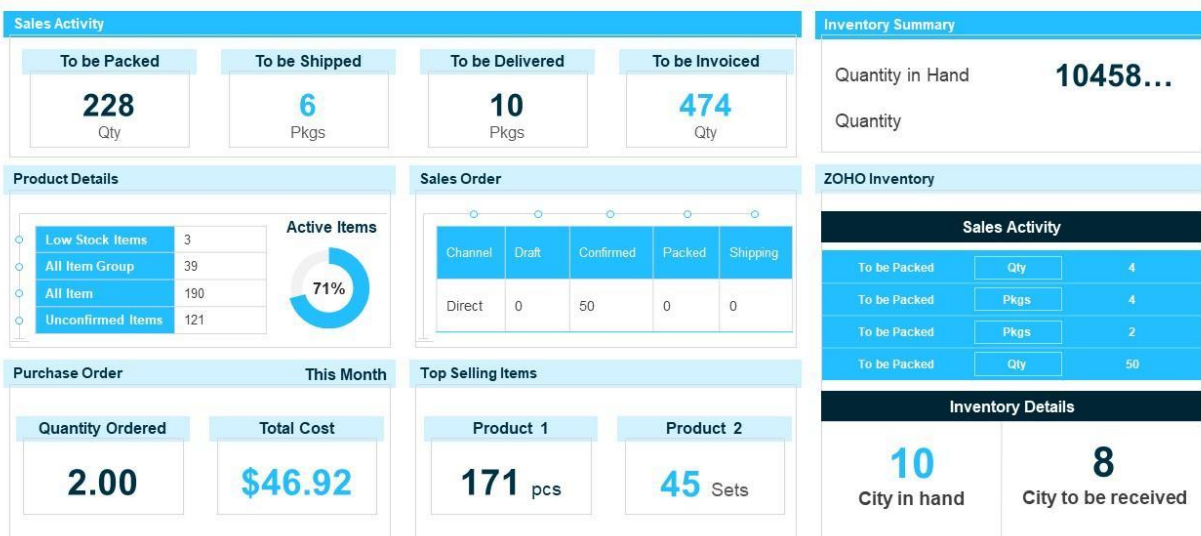 Sales Activity
To be Packed
228
Qty
To be Shipped
6
Pkgs
To be Delivered
10
Pkgs
To be Invoiced
474
Qty
Inventory Summary
Quantity in Hand 10458...
Quantity
Product Details
Low Stock Items 3
All Item Group 39
All Item 190
Unconfirmed Items 121
Active Items
71%
Sales Order
Channel Draft Confirmed Packed Shipping
Direct 0 50 0 0
ZOHO Inventory
Sales Activity
To be Packed Qty 4
To be Packed Pkgs 4
To be Packed Pkgs 2
To be Packed Qty 50
Inventory Details
10
City in hand
8
City to be received
Purchase Order This Month
Quantity Ordered
2.00
Total Cost
$46.92
Top Selling Items
Product 1
171 pcs
Product 2
45 Sets